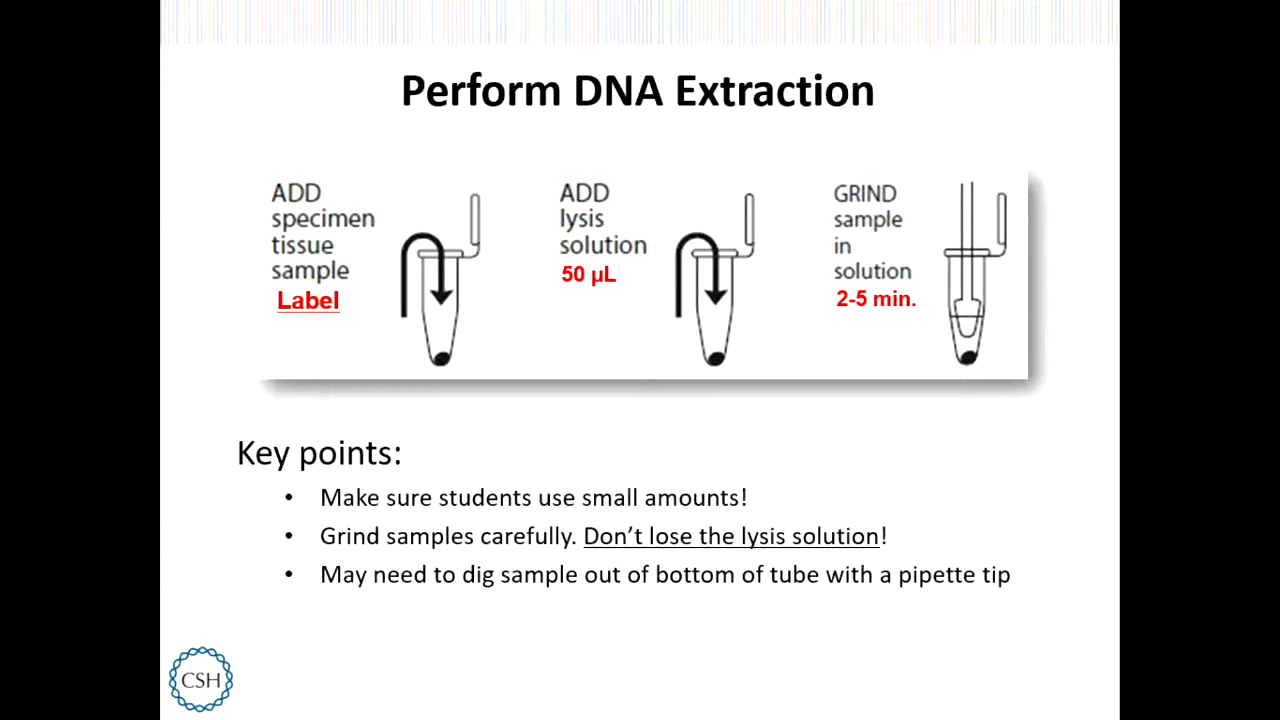 Perform DNA Extraction
ADD
specimen
tissue
sample
Label
ADD
lysis
solution
50 µL
GRIND
sample
in
solution
2-5 min.
Key points:
• Make sure students use small amounts!
• Grind samples carefully. Don’t lose the lysis solution!
• May need to dig sample out of bottom of tube with a pipette tip
CSH